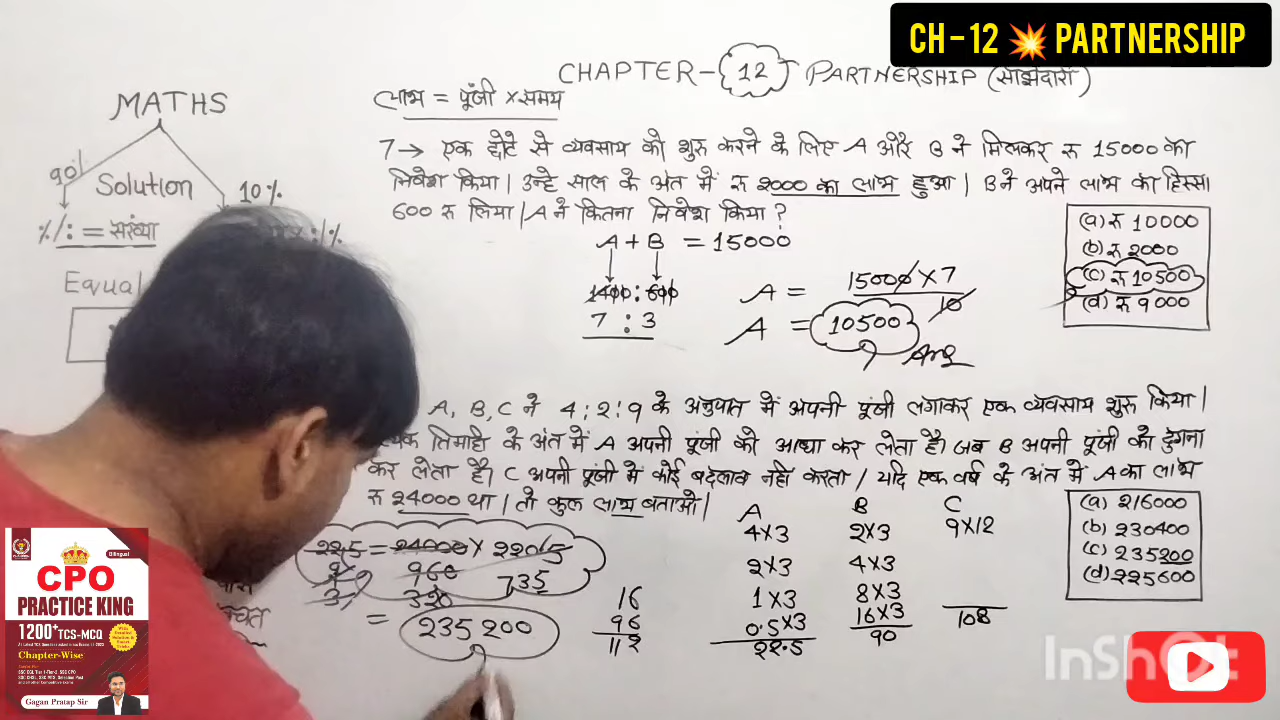 CH - 12 💥 PARTNERSHIP
CHAPTER - 12 PARTNERSHIP (साझेदारी)
MATHS
90%
Solution
10%
%/: = संख्या
Equal
लाभ = पूंजी × समय
7 → एक छोटे से व्यवसाय को शुरु करने के लिए A और B ने मिलकर रु 15000 का
निवेश किया। उन्हे साल के अंत में रु 2000 का लाभ हुआ। B ने अपने लाभ का हिस्सा
600 रु लिया। A ने कितना निवेश किया?
A + B = 15000
1400 : 600
7 : 3
A = 15000 × 7
10
A = 10500 Ans
(a) रु 10000
(b) रु 2000
(c) रु 10500
(d) रु 9000
A, B, C ने 4 : 2 : 9 के अनुपात में अपनी पूंजी लगाकर एक व्यवसाय शुरु किया।
तिमाहि के अंत में A अपनी पूंजी को आधा कर लेता है। जब B अपनी पूंजी को दुगना
कर लेता है। C अपनी पूंजी में कोई बदलाब नही करता। यदि एक वर्ष के अंत में A का लाभ
रु 24000 था। तो कुल लाभ बताओ।
A B C
4×3 2×3 9×12
2×3 4×3
1×3 8×3
0.5×3 16×3
22.5 90 108
22.5 = 24000 × 220.5
960 735
320
= 235200
16
96
112
(a) 216000
(b) 230400
(c) 235200
(d) 225600
Bilingual
CPO
PRACTICE KING
1200+ TCS-MCQ
Chapter-Wise
Gagan Pratap Sir
InShot